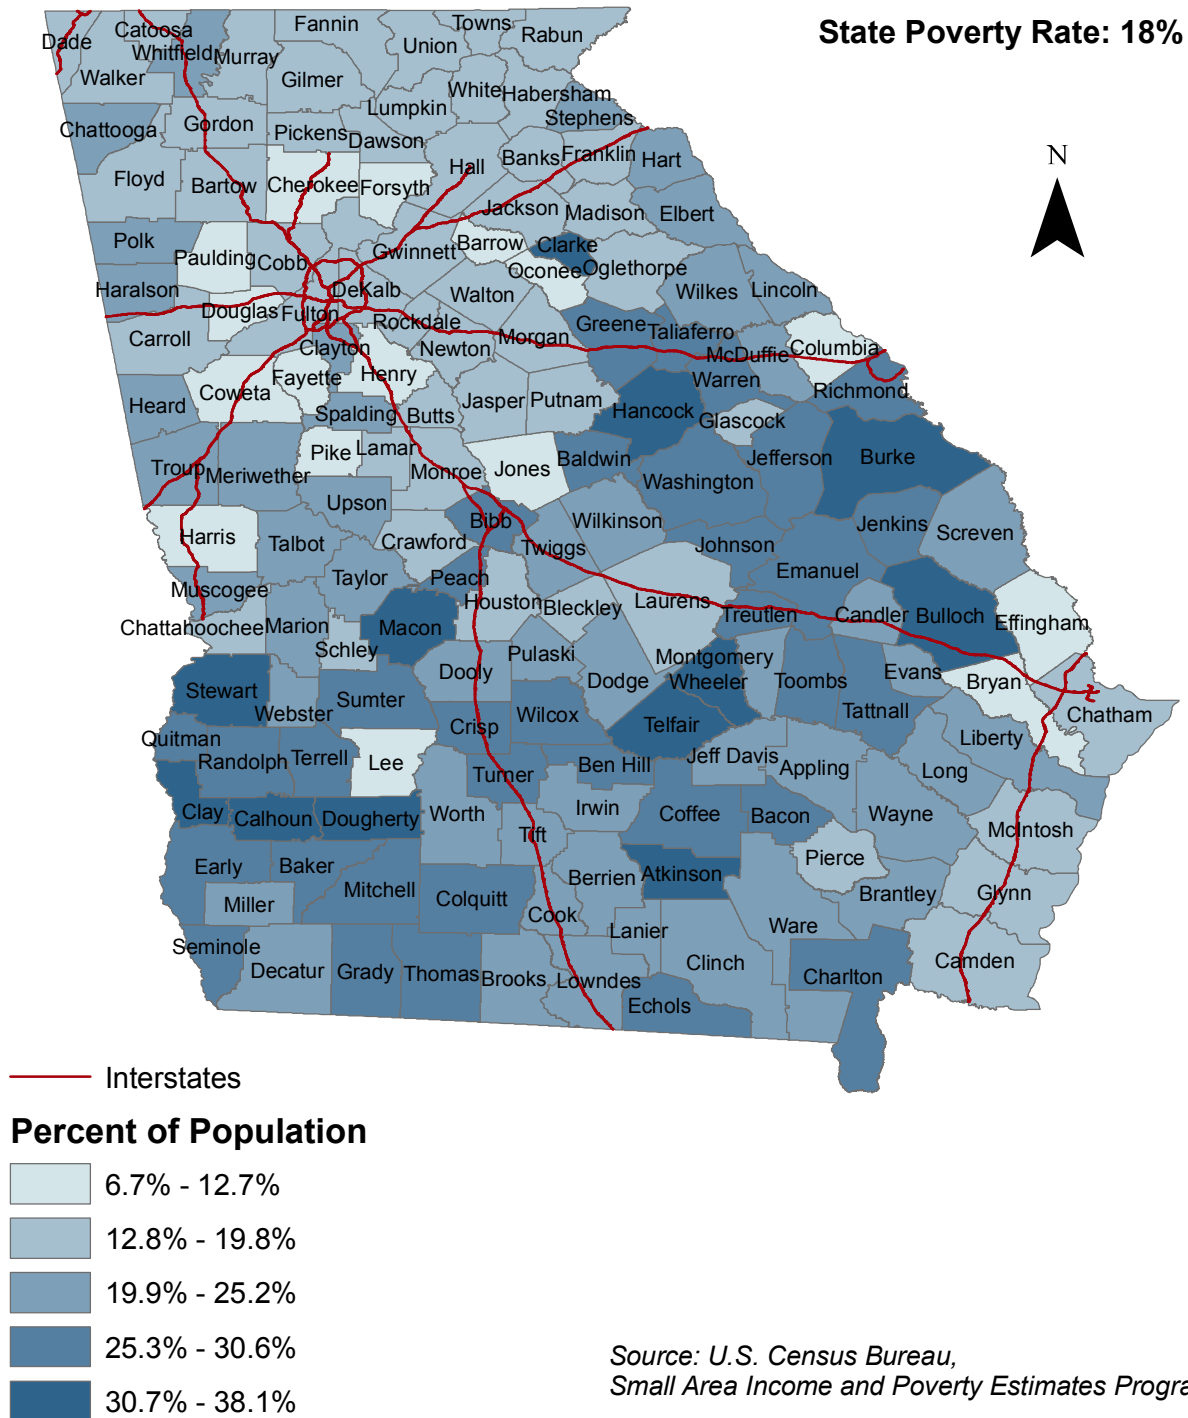 State Poverty Rate: 18%
N
Dade
Catoosa
Whitfield
Murray
Fannin
Union
Towns
Rabun
Walker
Gilmer
Lumpkin
White
Habersham
Stephens
Chattooga
Gordon
Pickens
Dawson
Hall
Banks
Franklin
Hart
Floyd
Bartow
Cherokee
Forsyth
Jackson
Madison
Elbert
Polk
Paulding
Cobb
Gwinnett
Barrow
Clarke
Oconee
Oglethorpe
Haralson
Douglas
Fulton
DeKalb
Rockdale
Walton
Wilkes
Lincoln
Carroll
Clayton
Newton
Morgan
Greene
Taliaferro
McDuffie
Columbia
Heard
Coweta
Fayette
Henry
Spalding
Butts
Jasper
Putnam
Hancock
Warren
Glascock
Richmond
Troup
Meriwether
Pike
Lamar
Monroe
Jones
Baldwin
Washington
Jefferson
Burke
Upson
Harris
Talbot
Crawford
Bibb
Twiggs
Wilkinson
Johnson
Jenkins
Screven
Muscogee
Taylor
Peach
Emanuel
Chattahoochee
Marion
Schley
Macon
Houston
Bleckley
Laurens
Treutlen
Candler
Bulloch
Effingham
Stewart
Webster
Sumter
Dooly
Pulaski
Dodge
Montgomery
Wheeler
Toombs
Evans
Tattnall
Bryan
Chatham
Quitman
Randolph
Terrell
Lee
Crisp
Wilcox
Telfair
Jeff Davis
Appling
Long
Liberty
Turner
Ben Hill
Clay
Calhoun
Dougherty
Worth
Tift
Irwin
Coffee
Bacon
Wayne
McIntosh
Early
Baker
Mitchell
Miller
Colquitt
Berrien
Atkinson
Pierce
Brantley
Glynn
Cook
Lanier
Ware
Seminole
Decatur
Grady
Thomas
Brooks
Lowndes
Clinch
Echols
Charlton
Camden
Interstates
Percent of Population
6.7% - 12.7%
12.8% - 19.8%
19.9% - 25.2%
25.3% - 30.6%
30.7% - 38.1%
Source: U.S. Census Bureau,
Small Area Income and Poverty Estimates Progra